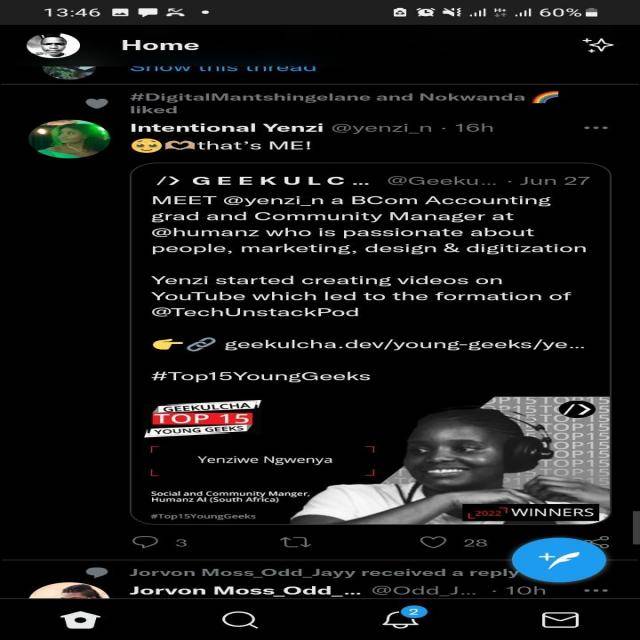 13:46
60%
Home
Show this thread
#DigitalMantshingelane and Nokwanda
liked
Intentional Yenzi @yenzi_n · 16h
that's ME!
/> GEEKULC... @Geeku... · Jun 27
MEET @yenzi_n a BCom Accounting
grad and Community Manager at
@humanz who is passionate about
people, marketing, design & digitization
Yenzi started creating videos on
YouTube which led to the formation of
@TechUnstackPod
geekulcha.dev/young-geeks/ye...
#Top15YoungGeeks
GEEKULCHA
TOP 15
YOUNG GEEKS
Yenziwe Ngwenya
Social and Community Manger,
Humanz AI (South Africa)
#Top15YoungGeeks
2022 WINNERS
3
28
Jorvon Moss_Odd_Jayy received a reply
Jorvon Moss_Odd_... @Odd_J... · 10h
2